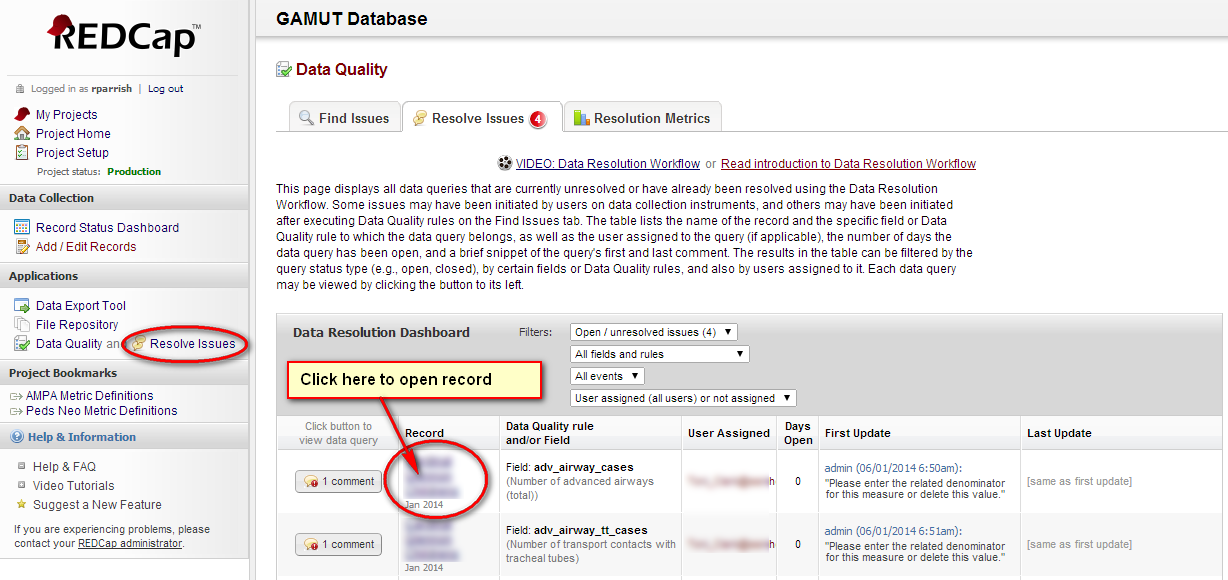 REDCap™
Logged in as rparrish | Log out
My Projects
Project Home
Project Setup
Project status: Production
Data Collection
Record Status Dashboard
Add / Edit Records
Applications
Data Export Tool
File Repository
Data Quality and Resolve Issues
Project Bookmarks
AMPA Metric Definitions
Peds Neo Metric Definitions
Help & Information
Help & FAQ
Video Tutorials
Suggest a New Feature
If you are experiencing problems, please
contact your REDCap administrator.
GAMUT Database
Data Quality
Find Issues
Resolve Issues 4
Resolution Metrics
VIDEO: Data Resolution Workflow or Read introduction to Data Resolution Workflow
This page displays all data queries that are currently unresolved or have already been resolved using the Data Resolution
Workflow. Some issues may have been initiated by users on data collection instruments, and others may have been initiated
after executing Data Quality rules on the Find Issues tab. The table lists the name of the record and the specific field or Data
Quality rule to which the data query belongs, as well as the user assigned to the query (if applicable), the number of days the
data query has been open, and a brief snippet of the query's first and last comment. The results in the table can be filtered by the
query status type (e.g., open, closed), by certain fields or Data Quality rules, and also by users assigned to it. Each data query
may be viewed by clicking the button to its left.
Data Resolution Dashboard
Filters:
Open / unresolved issues (4)
All fields and rules
All events
User assigned (all users) or not assigned
Click here to open record
Click button to
view data query
Record
Data Quality rule
and/or Field
User Assigned
Days
Open
First Update
Last Update
1 comment
Jan 2014
Field: adv_airway_cases
(Number of advanced airways
(total))
0
admin (06/01/2014 6:50am):
"Please enter the related denominator
for this measure or delete this value."
[same as first update]
1 comment
Jan 2014
Field: adv_airway_tt_cases
(Number of transport contacts with
tracheal tubes)
0
admin (06/01/2014 6:51am):
"Please enter the related denominator
for this measure or delete this value."
[same as first update]